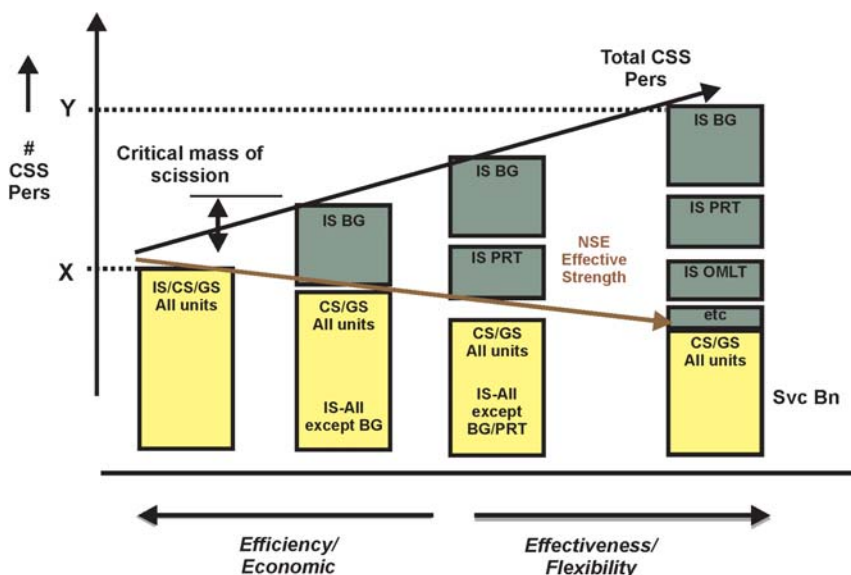 Total CSS
Pers
Y
#
CSS
Pers
Critical mass of
scission
X
IS/CS/GS
All units
IS BG
CS/GS
All units
IS-All
except BG
IS BG
IS PRT
CS/GS
All units
IS-All
except
BG/PRT
NSE
Effective
Strength
IS BG
IS PRT
IS OMLT
etc
CS/GS
All units
Svc Bn
Efficiency/
Economic
Effectiveness/
Flexibility